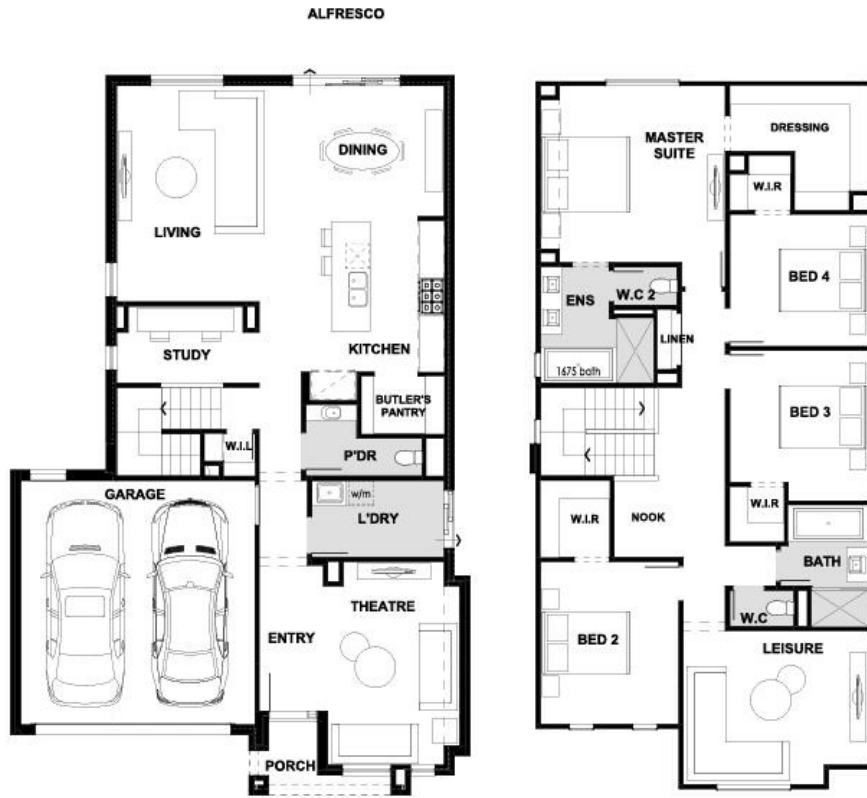 ALFRESCO
DINING
LIVING
STUDY
KITCHEN
BUTLER'S
PANTRY
W.I.L
P'DR
GARAGE
w/m
L'DRY
THEATRE
ENTRY
PORCH
MASTER
SUITE
DRESSING
W.I.R
BED 4
ENS
W.C 2
LINEN
1675 bath
BED 3
W.I.R
NOOK
W.I.R
BATH
W.C
BED 2
LEISURE